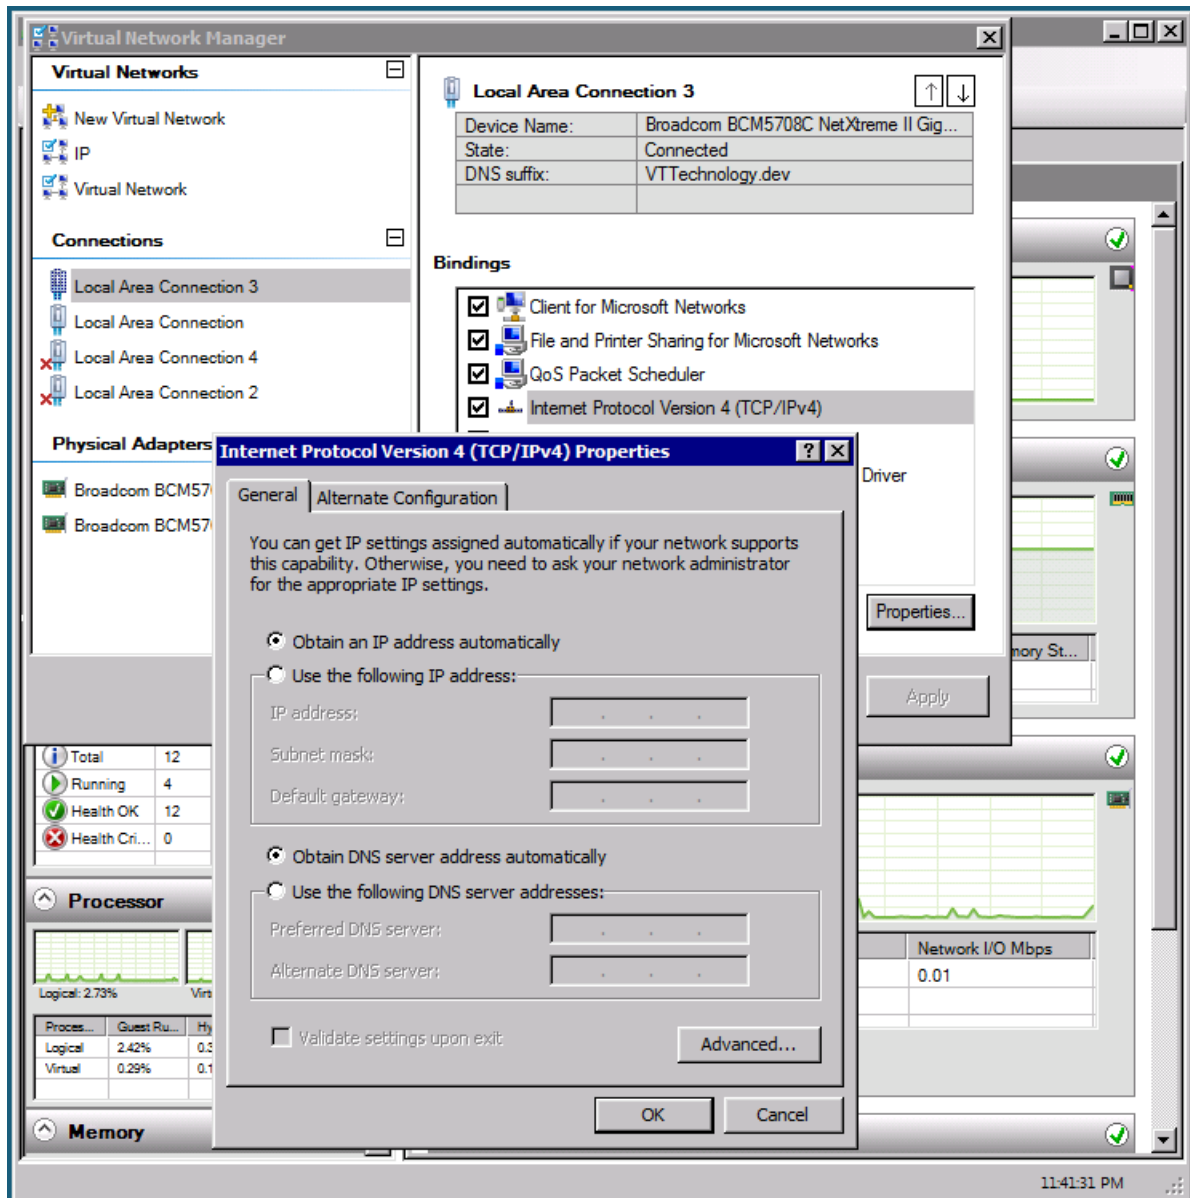 Virtual Network Manager
Virtual Networks
New Virtual Network
IP
Virtual Network
Connections
Local Area Connection 3
Local Area Connection
Local Area Connection 4
Local Area Connection 2
Physical Adapters
Broadcom BCM57
Broadcom BCM57
Local Area Connection 3
Device Name: Broadcom BCM5708C NetXtreme II Gig...
State: Connected
DNS suffix: VTTechnology.dev
Bindings
Client for Microsoft Networks
File and Printer Sharing for Microsoft Networks
QoS Packet Scheduler
Internet Protocol Version 4 (TCP/IPv4)
Driver
Properties...
Apply
mory St...
Internet Protocol Version 4 (TCP/IPv4) Properties
General
Alternate Configuration
You can get IP settings assigned automatically if your network supports
this capability. Otherwise, you need to ask your network administrator
for the appropriate IP settings.
Obtain an IP address automatically
Use the following IP address:
IP address:
Subnet mask:
Default gateway:
Obtain DNS server address automatically
Use the following DNS server addresses:
Preferred DNS server:
Alternate DNS server:
Validate settings upon exit
Advanced...
OK
Cancel
Total 12
Running 4
Health OK 12
Health Cri... 0
Processor
Logical: 2.73%
Virt
Proces... Guest Ru... Hy
Logical 2.42% 0.3
Virtual 0.29% 0.1
Memory
Network I/O Mbps
0.01
11:41:31 PM